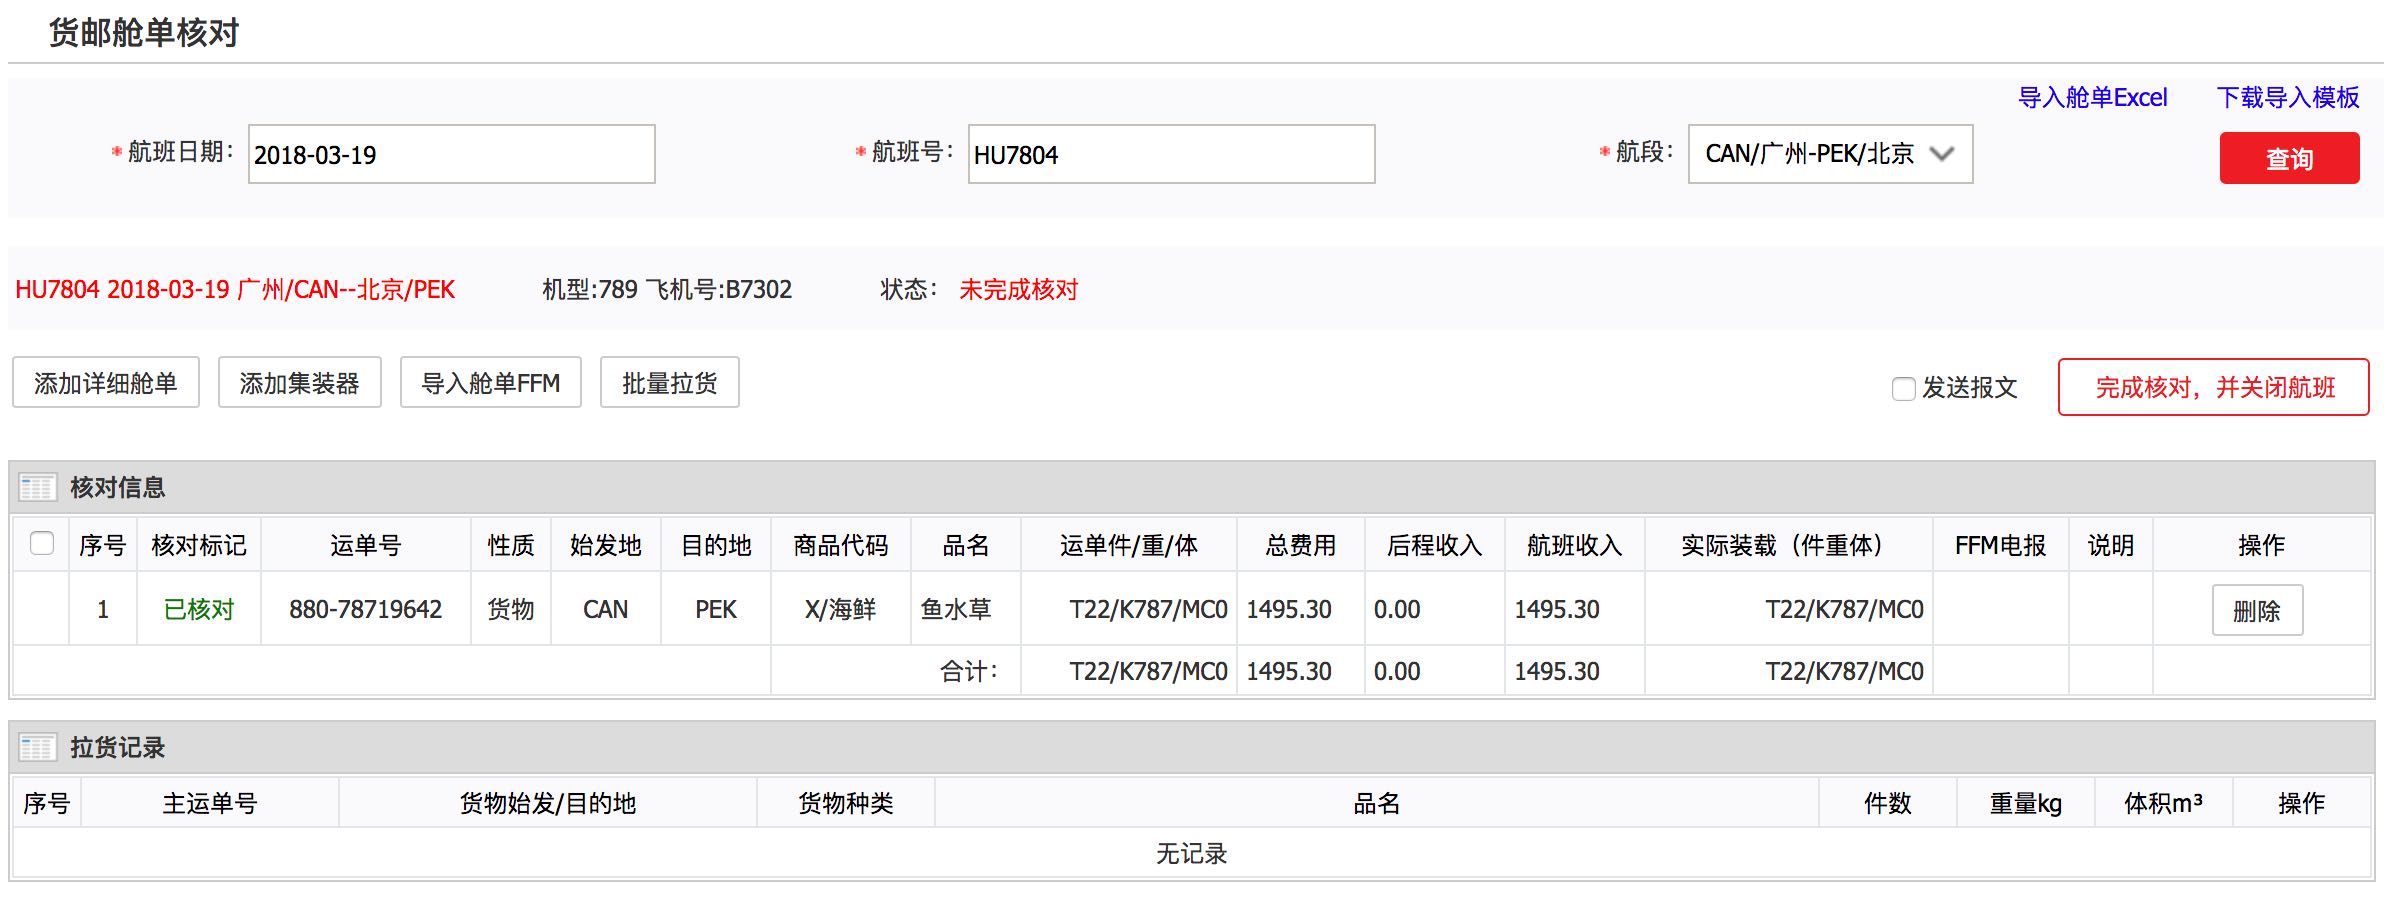 货邮舱单核对
导入舱单Excel 下载导入模板
*航班日期： 2018-03-19 *航班号： HU7804 *航段： CAN/广州-PEK/北京 查询
HU7804 2018-03-19 广州/CAN--北京/PEK 机型:789 飞机号:B7302 状态： 未完成核对
添加详细舱单 添加集装器 导入舱单FFM 批量拉货 发送报文 完成核对，并关闭航班
核对信息
序号 核对标记 运单号 性质 始发地 目的地 商品代码 品名 运单件/重/体 总费用 后程收入 航班收入 实际装载（件重体） FFM电报 说明 操作
1 已核对 880-78719642 货物 CAN PEK X/海鲜 鱼水草 T22/K787/MC0 1495.30 0.00 1495.30 T22/K787/MC0 删除
合计： T22/K787/MC0 1495.30 0.00 1495.30 T22/K787/MC0
拉货记录
序号 主运单号 货物始发/目的地 货物种类 品名 件数 重量kg 体积m³ 操作
无记录